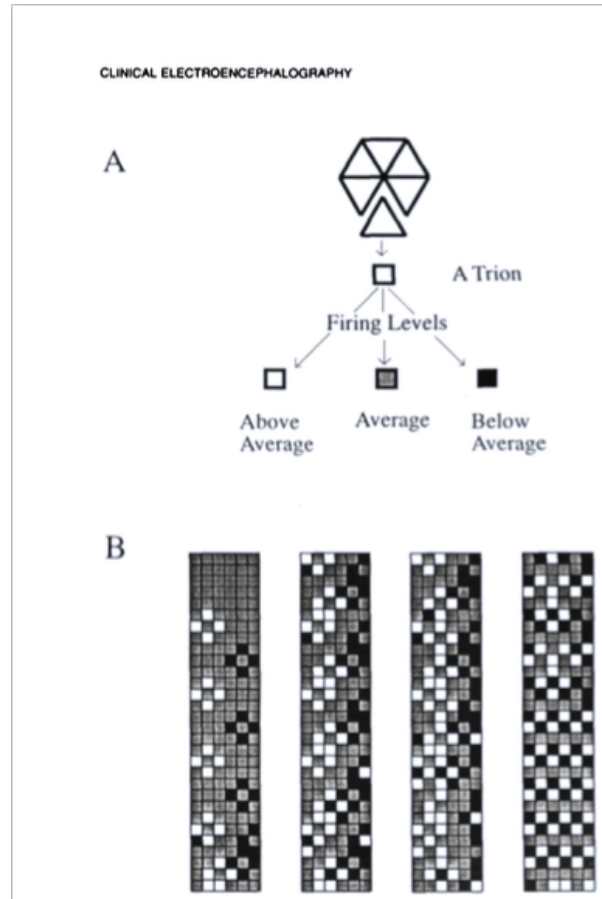 CLINICAL ELECTROENCEPHALOGRAPHY
A
A Trion
Firing Levels
Above
Average
Average
Below
Average
B